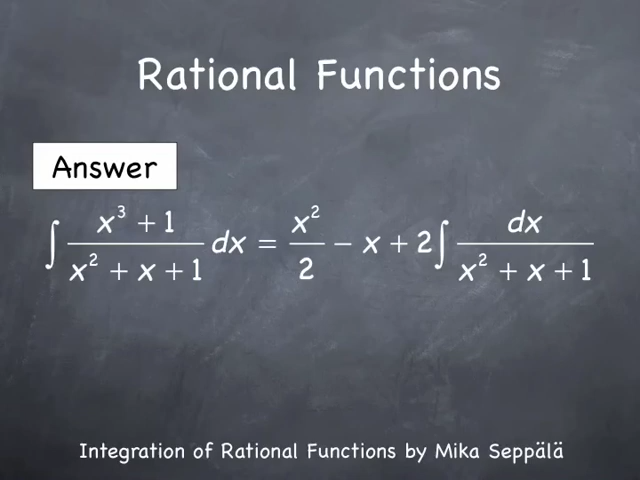 Rational Functions
Answer
∫ (x³ + 1)/(x² + x + 1) dx = x²/2 − x + 2∫ dx/(x² + x + 1)
Integration of Rational Functions by Mika Seppälä